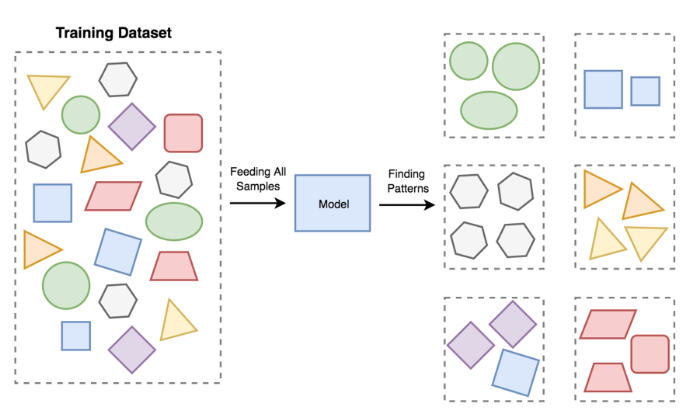 Training Dataset
Feeding All
Samples
Model
Finding
Patterns